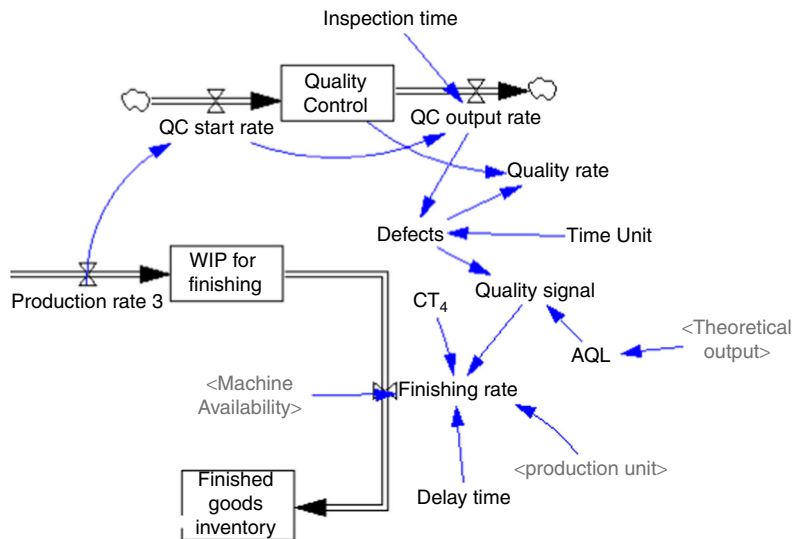 Inspection time
Quality
Control
QC start rate
QC output rate
Quality rate
Defects
Time Unit
WIP for
finishing
Production rate 3
Quality signal
CT₄
<Theoretical
output>
AQL
<Machine
Availability>
Finishing rate
<production unit>
Finished
goods
inventory
Delay time